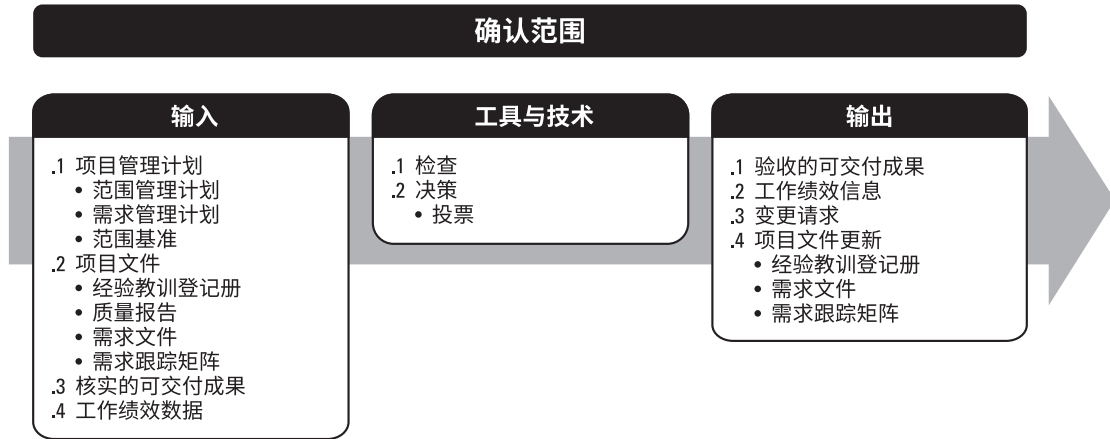 确认范围
输入
.1 项目管理计划
• 范围管理计划
• 需求管理计划
• 范围基准
.2 项目文件
• 经验教训登记册
• 质量报告
• 需求文件
• 需求跟踪矩阵
.3 核实的可交付成果
.4 工作绩效数据
工具与技术
.1 检查
.2 决策
• 投票
输出
.1 验收的可交付成果
.2 工作绩效信息
.3 变更请求
.4 项目文件更新
• 经验教训登记册
• 需求文件
• 需求跟踪矩阵